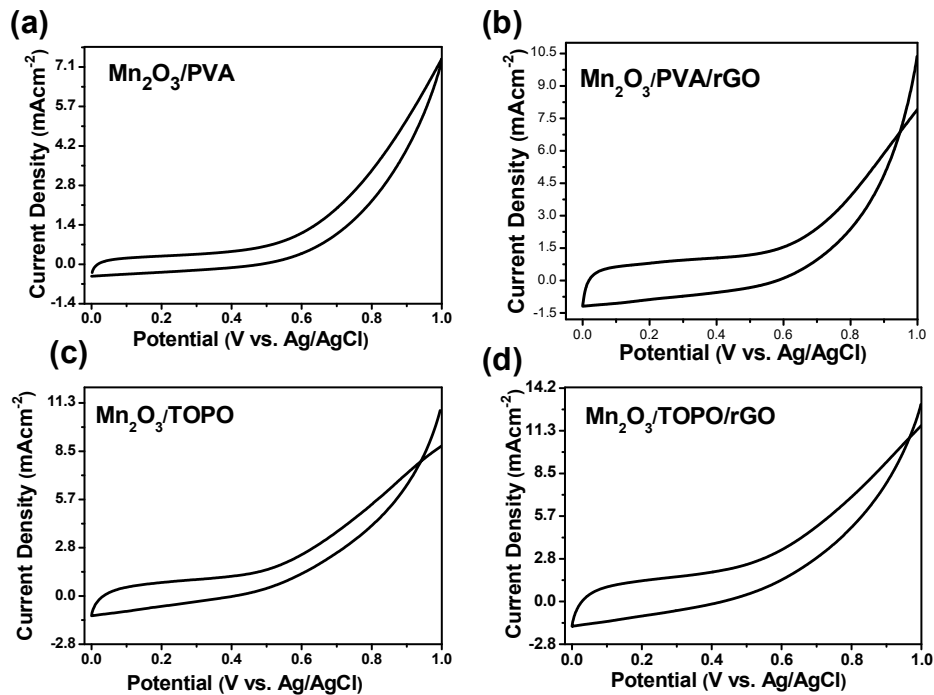 (a)
Mn₂O₃/PVA
Current Density (mAcm⁻²)
7.1
5.7
4.2
2.8
1.4
0.0
-1.4
0.0 0.2 0.4 0.6 0.8 1.0
Potential (V vs. Ag/AgCl)
(b)
Mn₂O₃/PVA/rGO
Current Density (mAcm⁻²)
10.5
9.0
7.5
6.0
4.5
3.0
1.5
0.0
-1.5
0.0 0.2 0.4 0.6 0.8 1.0
Potential (V vs. Ag/AgCl)
(c)
Mn₂O₃/TOPO
Current Density (mAcm⁻²)
11.3
8.5
5.7
2.8
0.0
-2.8
0.0 0.2 0.4 0.6 0.8 1.0
Potential (V vs. Ag/AgCl)
(d)
Mn₂O₃/TOPO/rGO
Current Density (mAcm⁻²)
14.2
11.3
8.5
5.7
2.8
0.0
-2.8
0.0 0.2 0.4 0.6 0.8 1.0
Potential (V vs. Ag/AgCl)